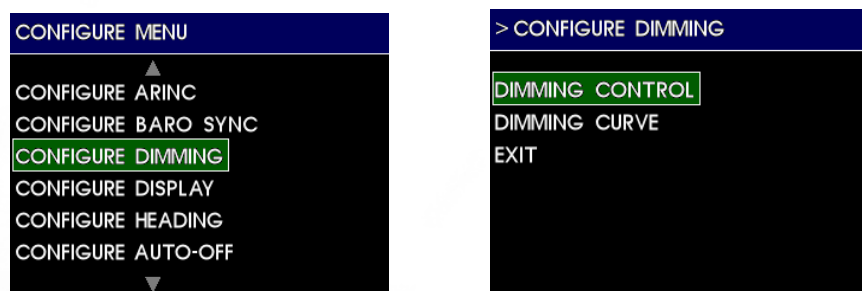 CONFIGURE MENU
CONFIGURE ARINC
CONFIGURE BARO SYNC
CONFIGURE DIMMING
CONFIGURE DISPLAY
CONFIGURE HEADING
CONFIGURE AUTO-OFF
> CONFIGURE DIMMING
DIMMING CONTROL
DIMMING CURVE
EXIT